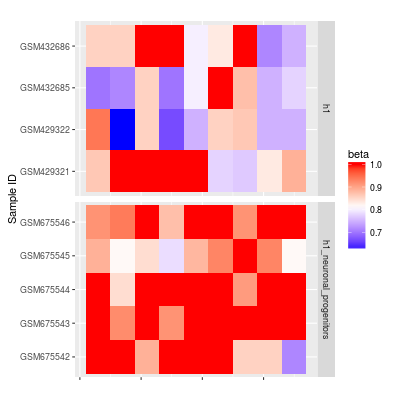 Sample ID
GSM432686
GSM432685
GSM429322
GSM429321
h1
GSM675546
GSM675545
GSM675544
GSM675543
GSM675542
h1_neuronal_progenitors
beta
1.0
0.9
0.8
0.7